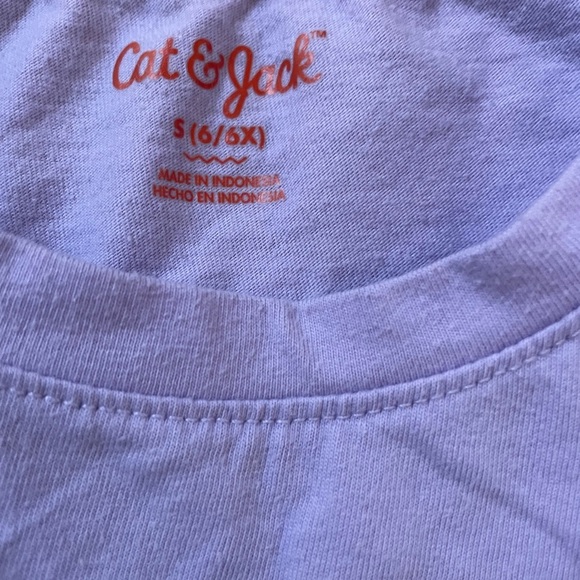 Cat & Jack™
S (6/6X)
MADE IN INDONESIA
HECHO EN INDONESIA